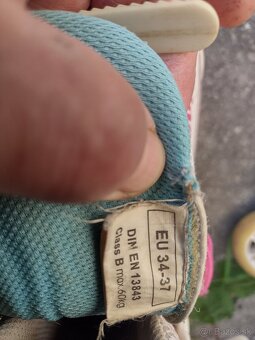 EU 34-37
DIN EN 13843
Class B max. 60kg